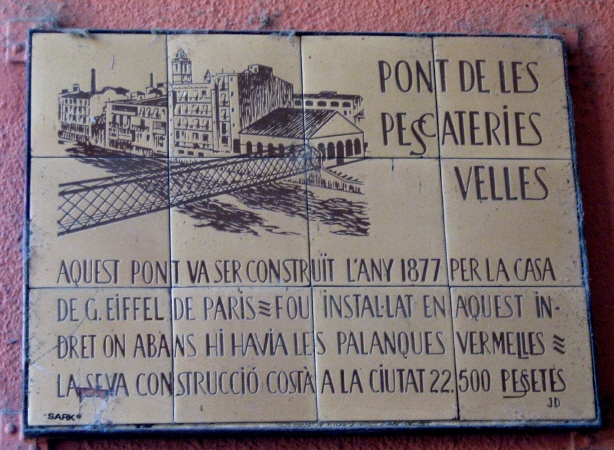 PONT DE LES
PESCATERIES
VELLES
AQUEST PONT VA SER CONSTRUÏT L'ANY 1877 PER LA CASA
DE G. EIFFEL DE PARÍS ≋ FOU INSTAL·LAT EN AQUEST IN-
DRET ON ABANS HI HAVIA LES PALANQUES VERMELLES ≋
LA SEVA CONSTRUCCIÓ COSTÀ A LA CIUTAT 22.500 PESSETES
SARK
JD